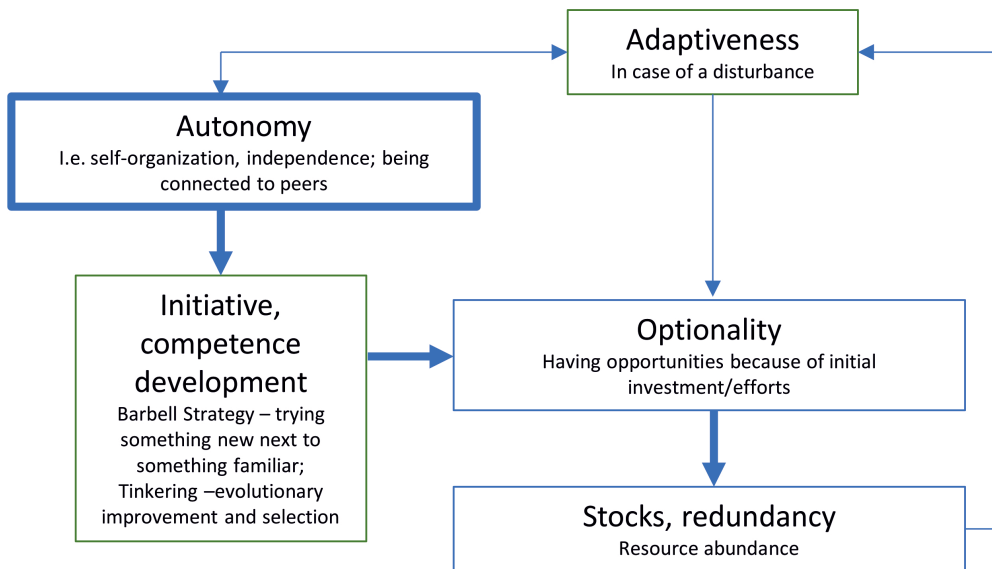 Adaptiveness
In case of a disturbance
Autonomy
I.e. self-organization, independence; being
connected to peers
Initiative,
competence
development
Barbell Strategy – trying
something new next to
something familiar;
Tinkering –evolutionary
improvement and selection
Optionality
Having opportunities because of initial
investment/efforts
Stocks, redundancy
Resource abundance